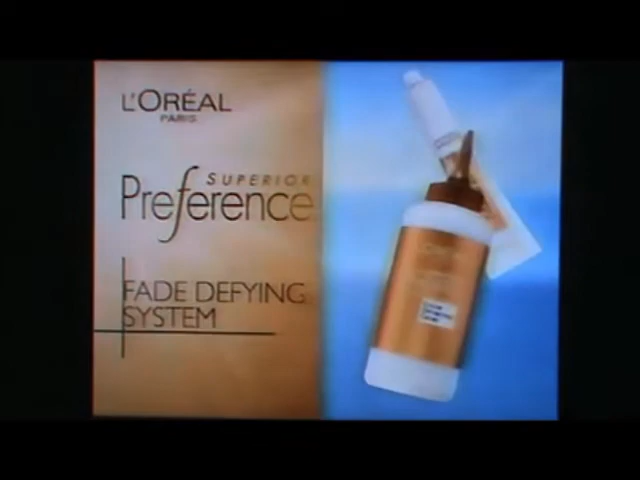 L'ORÉAL
PARIS
SUPERIOR
Preference
FADE DEFYING
SYSTEM